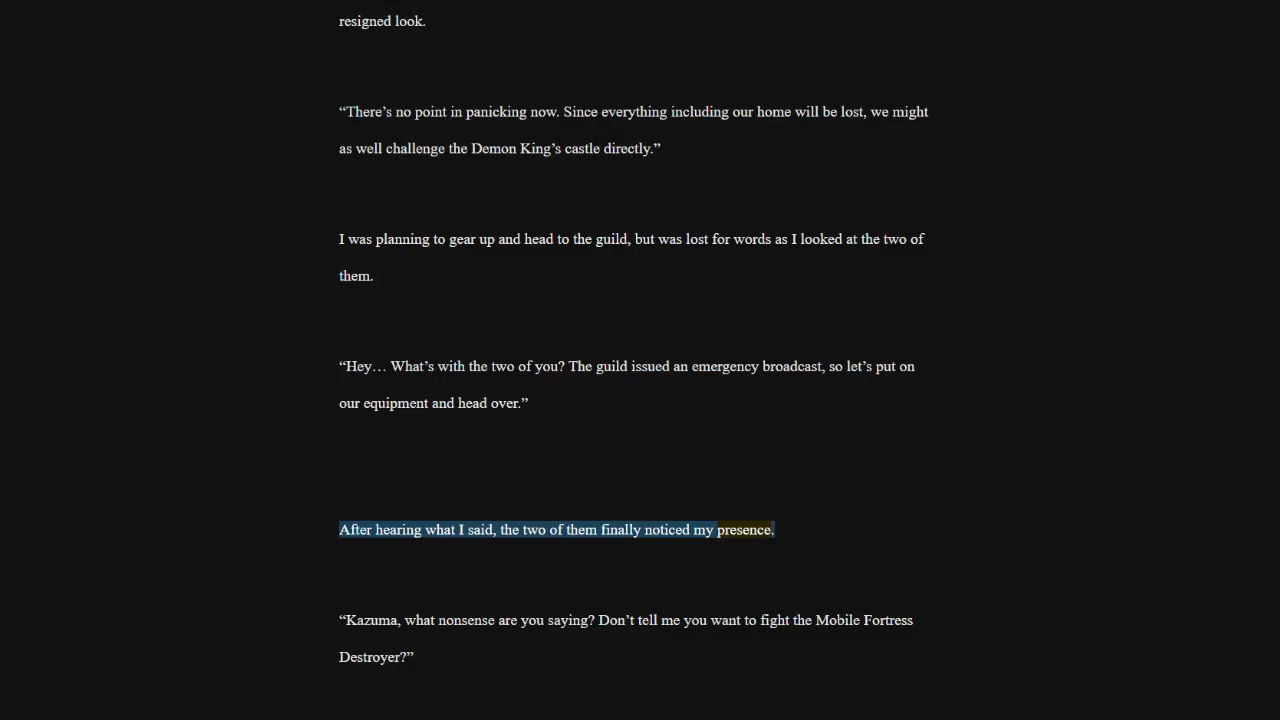 resigned look.
“There’s no point in panicking now. Since everything including our home will be lost, we might
as well challenge the Demon King’s castle directly.”
I was planning to gear up and head to the guild, but was lost for words as I looked at the two of
them.
“Hey… What’s with the two of you? The guild issued an emergency broadcast, so let’s put on
our equipment and head over.”
After hearing what I said, the two of them finally noticed my presence.
“Kazuma, what nonsense are you saying? Don’t tell me you want to fight the Mobile Fortress
Destroyer?”